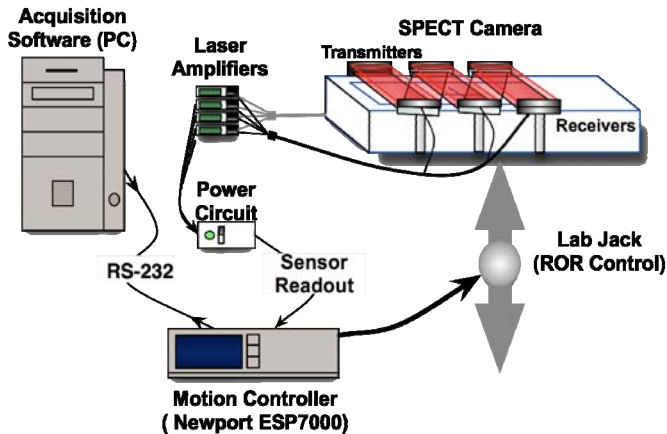 Acquisition
Software (PC)
Laser
Amplifiers
SPECT Camera
Transmitters
Receivers
Power
Circuit
RS-232
Sensor
Readout
Lab Jack
(ROR Control)
Motion Controller
( Newport ESP7000)